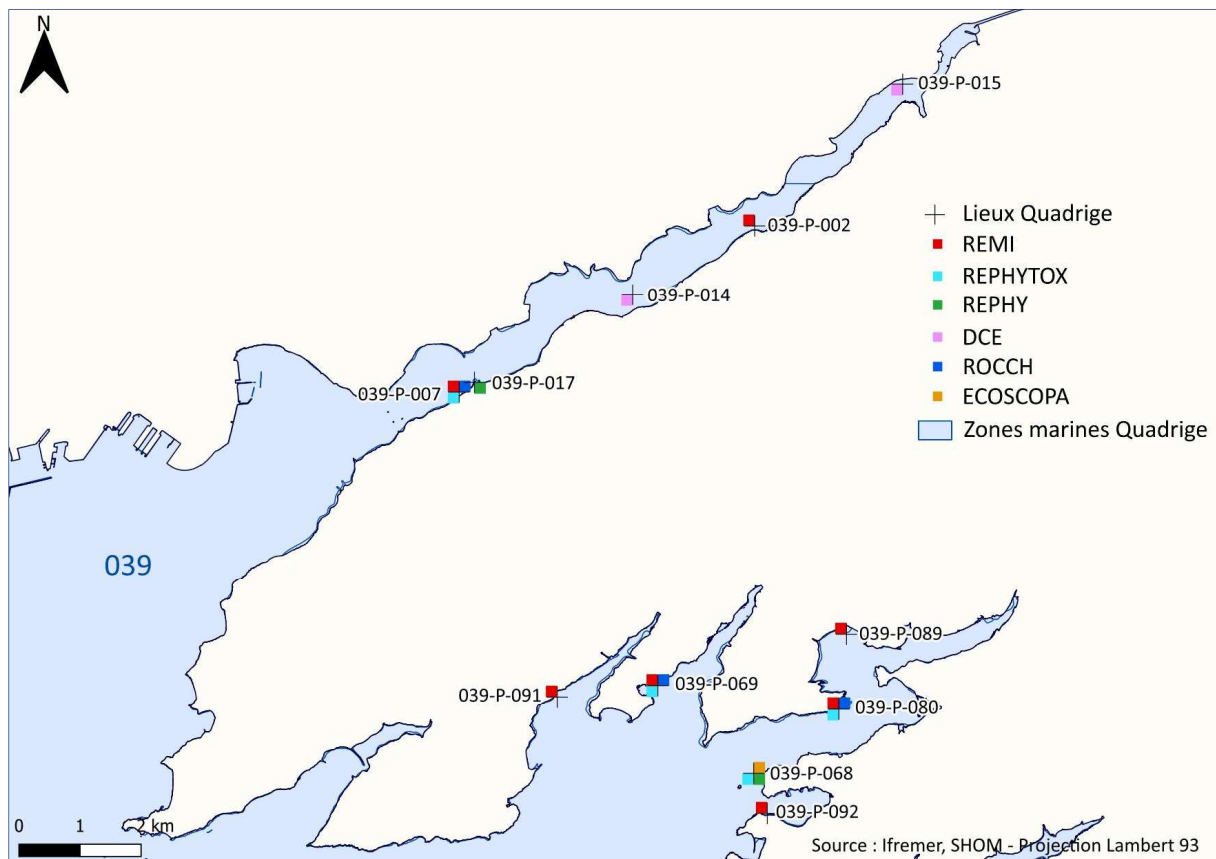 N
039-P-015
039-P-002
039-P-014
039-P-017
039-P-007
Lieux Quadrige
REMI
REPHYTOX
REPHY
DCE
ROCCH
ECOSCOPA
Zones marines Quadrige
039
039-P-089
039-P-069
039-P-091
039-P-080
039-P-068
039-P-092
0 1 2 km
Source : Ifremer, SHOM - Projection Lambert 93